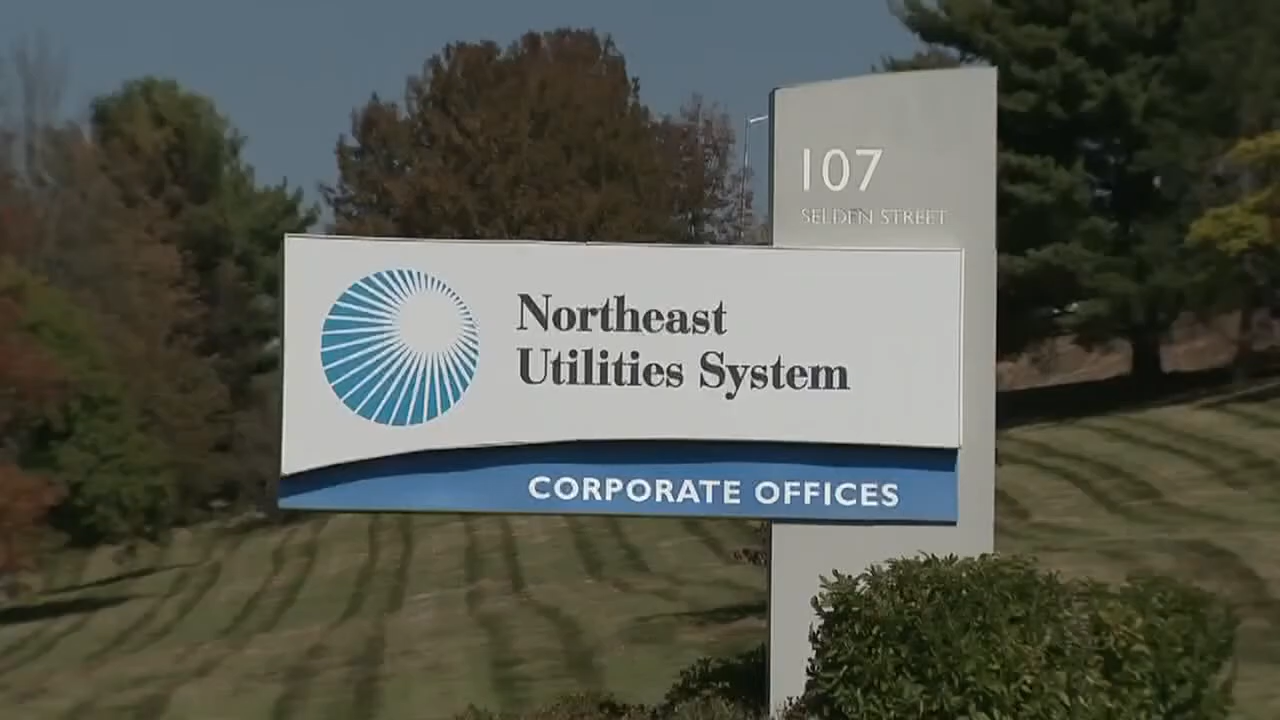 107
SELDEN STREET
Northeast
Utilities System
CORPORATE OFFICES